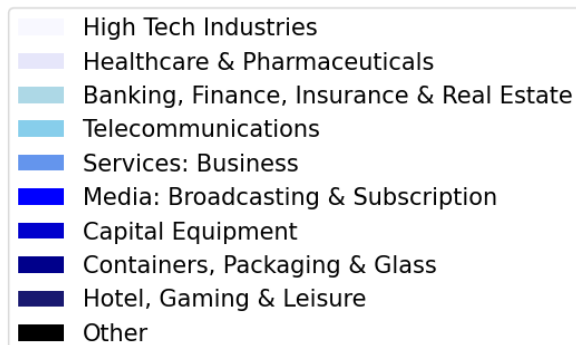 High Tech Industries
Healthcare & Pharmaceuticals
Banking, Finance, Insurance & Real Estate
Telecommunications
Services: Business
Media: Broadcasting & Subscription
Capital Equipment
Containers, Packaging & Glass
Hotel, Gaming & Leisure
Other